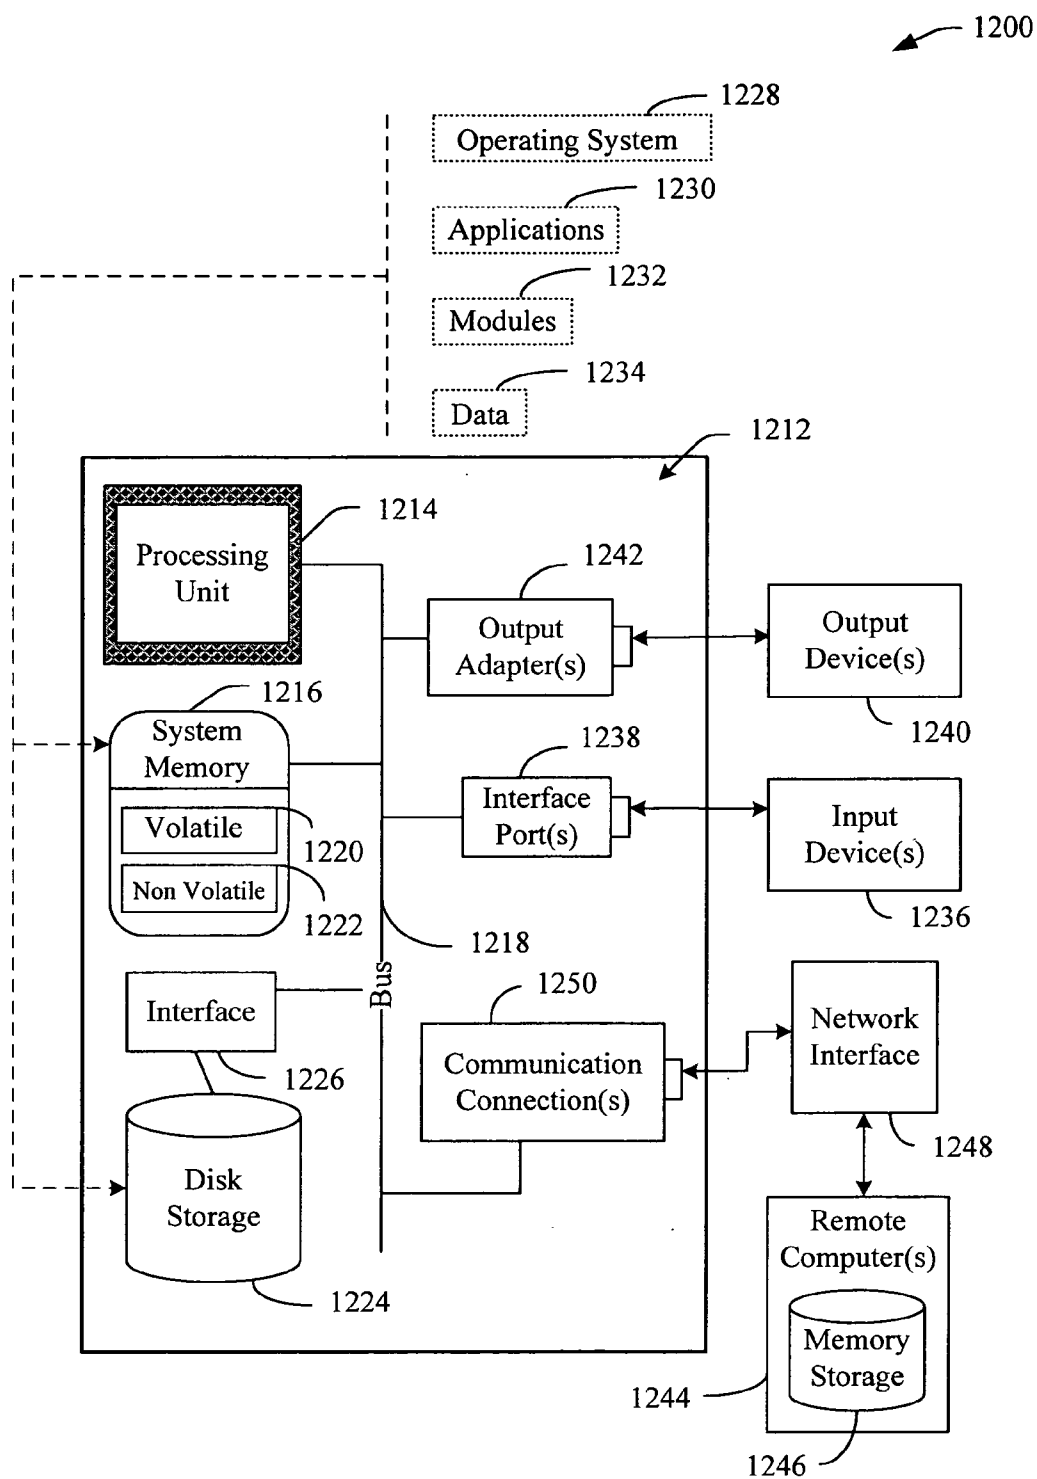 1200
1228
Operating System
1230
Applications
1232
Modules
1234
Data
1212
1214
Processing
Unit
1242
Output
Adapter(s)
Output
Device(s)
1240
1216
System
Memory
1238
Interface
Port(s)
Input
Device(s)
1236
Volatile
1220
Non Volatile
1222
1218
Bus
Interface
1226
1250
Communication
Connection(s)
Network
Interface
1248
Disk
Storage
1224
Remote
Computer(s)
Memory
Storage
1244
1246